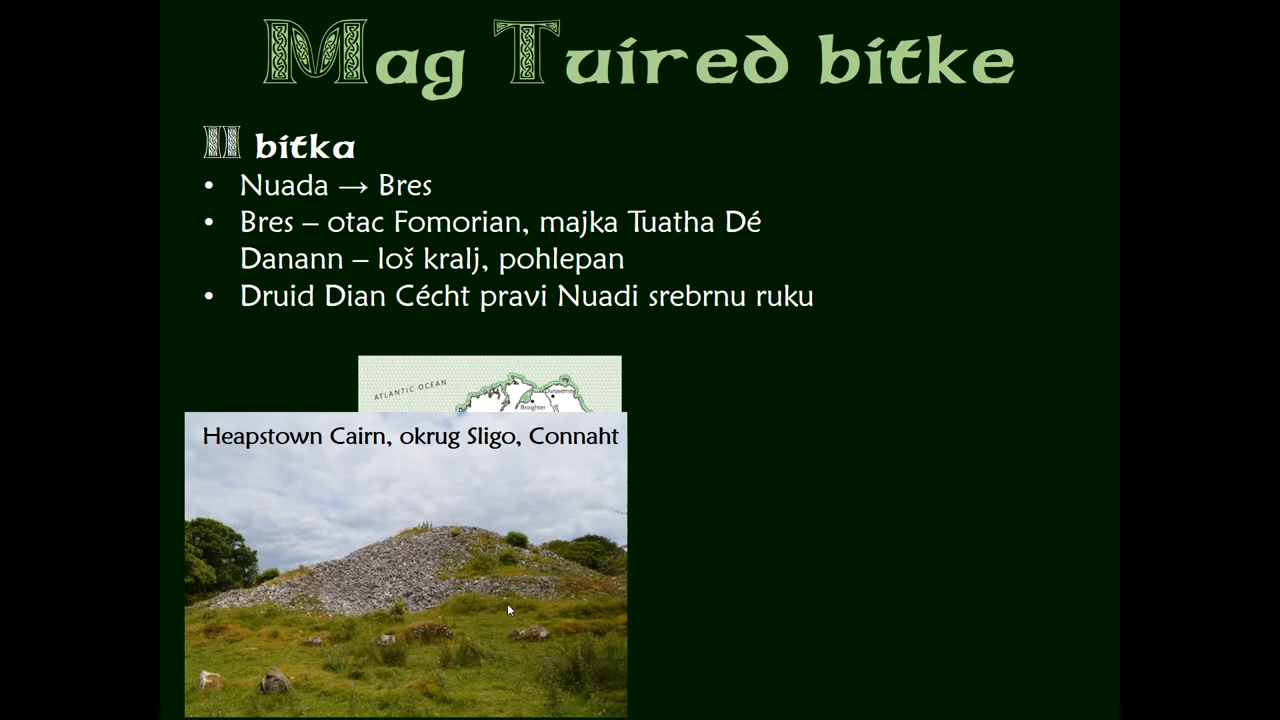 Mag Tuired bitke
II bitka
• Nuada → Bres
• Bres – otac Fomorian, majka Tuatha Dé
Danann – loš kralj, pohlepan
• Druid Dian Cécht pravi Nuadi srebrnu ruku
ATLANTIC OCEAN
Dunaverney
Broighter
Heapstown Cairn, okrug Sligo, Connaht